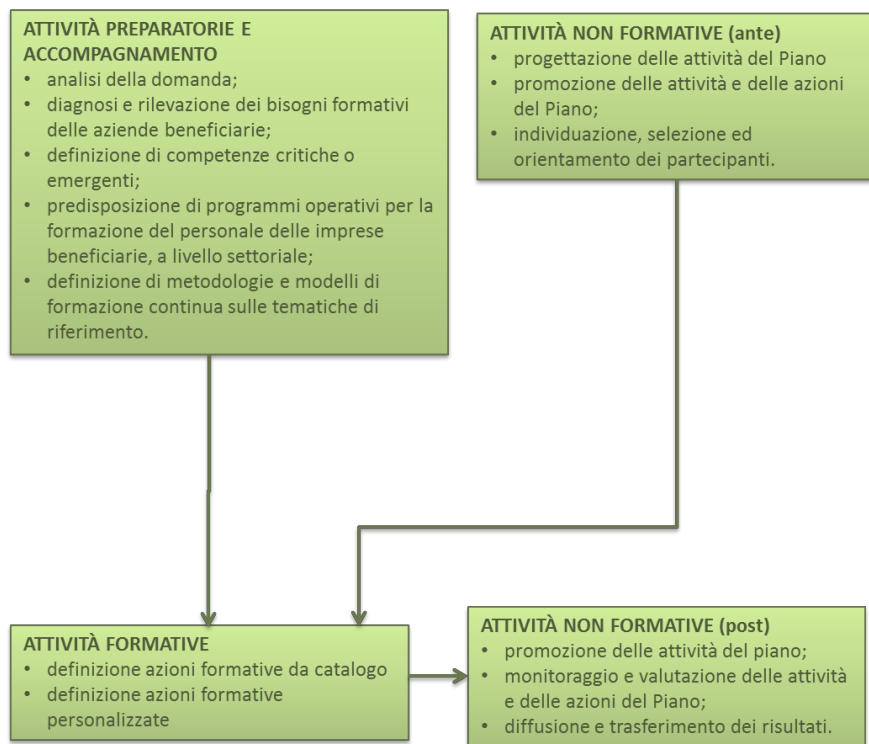 ATTIVITÀ PREPARATORIE E
ACCOMPAGNAMENTO
• analisi della domanda;
• diagnosi e rilevazione dei bisogni formativi
delle aziende beneficiarie;
• definizione di competenze critiche o
emergenti;
• predisposizione di programmi operativi per la
formazione del personale delle imprese
beneficiarie, a livello settoriale;
• definizione di metodologie e modelli di
formazione continua sulle tematiche di
riferimento.
ATTIVITÀ NON FORMATIVE (ante)
• progettazione delle attività del Piano
• promozione delle attività e delle azioni
del Piano;
• individuazione, selezione ed
orientamento dei partecipanti.
ATTIVITÀ FORMATIVE
• definizione azioni formative da catalogo
• definizione azioni formative
personalizzate
ATTIVITÀ NON FORMATIVE (post)
• promozione delle attività del piano;
• monitoraggio e valutazione delle attività
e delle azioni del Piano;
• diffusione e trasferimento dei risultati.